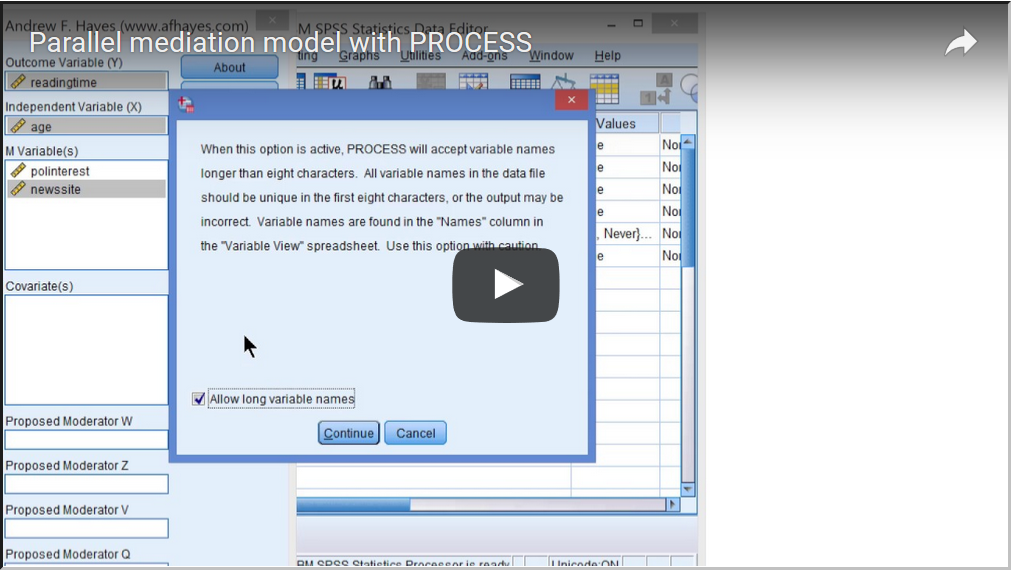 Andrew F. Hayes (www.afhayes.com)
M SPSS Statistics Data Editor
Parallel mediation model with PROCESS
ting Graphs Utilities Add-ons Window Help
Outcome Variable (Y)
readingtime
About
Independent Variable (X)
age
M Variable(s)
polinterest
newssite
Values
e Nor
e Nor
e Nor
e Nor
, Never}... Nor
e Nor
When this option is active, PROCESS will accept variable names
longer than eight characters. All variable names in the data file
should be unique in the first eight characters, or the output may be
incorrect. Variable names are found in the "Names" column in
the "Variable View" spreadsheet. Use this option with caution.
Covariate(s)
Allow long variable names
Continue Cancel
Proposed Moderator W
Proposed Moderator Z
Proposed Moderator V
Proposed Moderator Q
BM SPSS Statistics Processor is ready
Unicode:ON